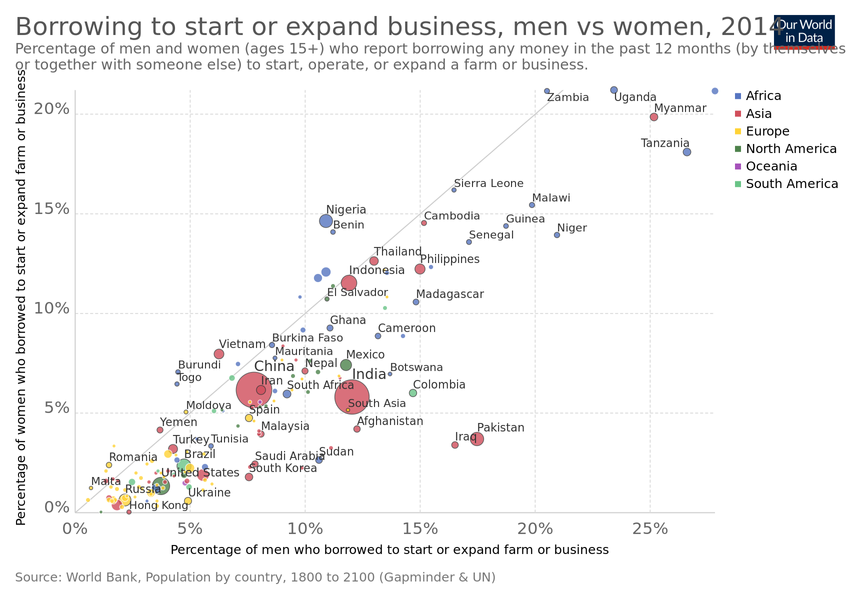 Borrowing to start or expand business, men vs women, 2014
Our World
in Data
Percentage of men and women (ages 15+) who report borrowing any money in the past 12 months (by themselves
or together with someone else) to start, operate, or expand a farm or business.
Percentage of women who borrowed to start or expand farm or business
20%
15%
10%
5%
0%
Zambia
Uganda
Myanmar
Tanzania
Sierra Leone
Malawi
Nigeria
Cambodia
Guinea
Benin
Niger
Senegal
Thailand
Philippines
Indonesia
El Salvador
Madagascar
Ghana
Cameroon
Burkina Faso
Vietnam
Mauritania
Mexico
Burundi
Nepal
China
Botswana
India
Togo
Iran
South Africa
Colombia
South Asia
Moldova
Spain
Yemen
Malaysia
Afghanistan
Turkey
Tunisia
Iraq
Pakistan
Romania
Brazil
Saudi Arabia
Sudan
South Korea
United States
Malta
Russia
Ukraine
Hong Kong
0%
5%
10%
15%
20%
25%
Percentage of men who borrowed to start or expand farm or business
Africa
Asia
Europe
North America
Oceania
South America
Source: World Bank, Population by country, 1800 to 2100 (Gapminder & UN)